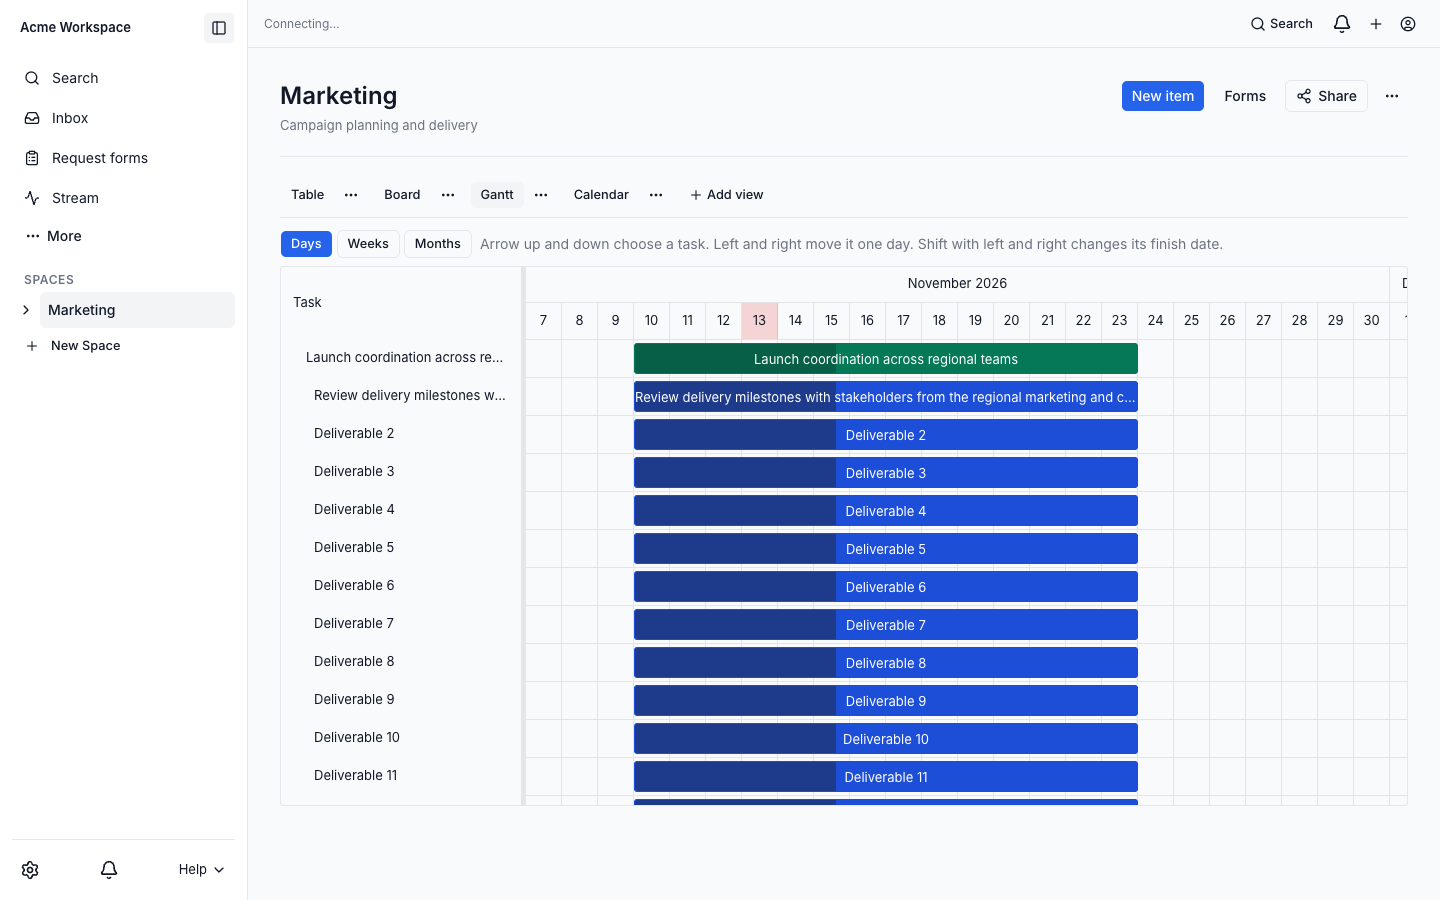 Acme Workspace
Connecting...
Search
Search
Inbox
Request forms
Stream
More
SPACES
Marketing
New Space
Help
Marketing
Campaign planning and delivery
New item
Forms
Share
Table
Board
Gantt
Calendar
Add view
Days
Weeks
Months
Arrow up and down choose a task. Left and right move it one day. Shift with left and right changes its finish date.
Task
November 2026
7 8 9 10 11 12 13 14 15 16 17 18 19 20 21 22 23 24 25 26 27 28 29 30
Launch coordination across re...
Launch coordination across regional teams
Review delivery milestones w...
Review delivery milestones with stakeholders from the regional marketing and c...
Deliverable 2
Deliverable 2
Deliverable 3
Deliverable 3
Deliverable 4
Deliverable 4
Deliverable 5
Deliverable 5
Deliverable 6
Deliverable 6
Deliverable 7
Deliverable 7
Deliverable 8
Deliverable 8
Deliverable 9
Deliverable 9
Deliverable 10
Deliverable 10
Deliverable 11
Deliverable 11